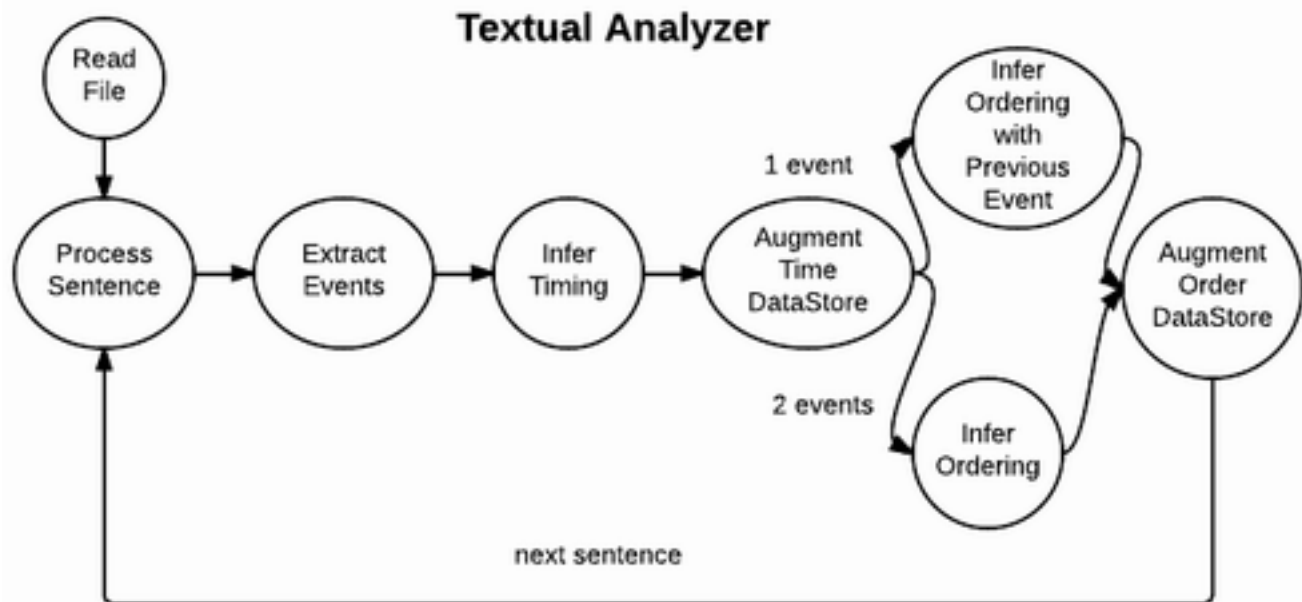 Textual Analyzer
Read
File
Process
Sentence
Extract
Events
Infer
Timing
Augment
Time
DataStore
1 event
Infer
Ordering
with
Previous
Event
2 events
Infer
Ordering
Augment
Order
DataStore
next sentence